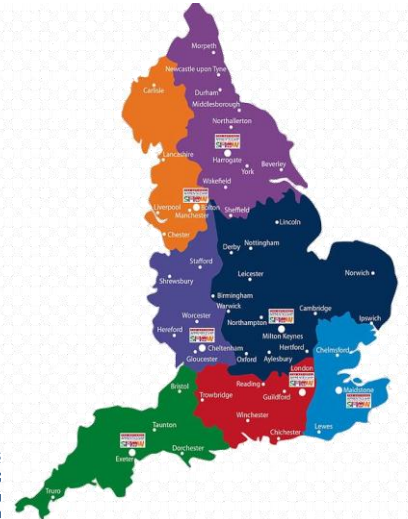 Morpeth
Newcastle upon Tyne
Carlisle
Durham
Middlesborough
Northallerton
Lancashire
Harrogate
York
Beverley
Wakefield
Liverpool
Bolton
Manchester
Sheffield
Chester
Lincoln
Derby
Nottingham
Stafford
Shrewsbury
Leicester
Norwich
Birmingham
Warwick
Worcester
Northampton
Cambridge
Ipswich
Hereford
Milton Keynes
Cheltenham
Gloucester
Oxford
Aylesbury
Hertford
Chelmsford
London
Bristol
Trowbridge
Reading
Guildford
Maidstone
Winchester
Taunton
Chichester
Lewes
Exeter
Dorchester
Truro